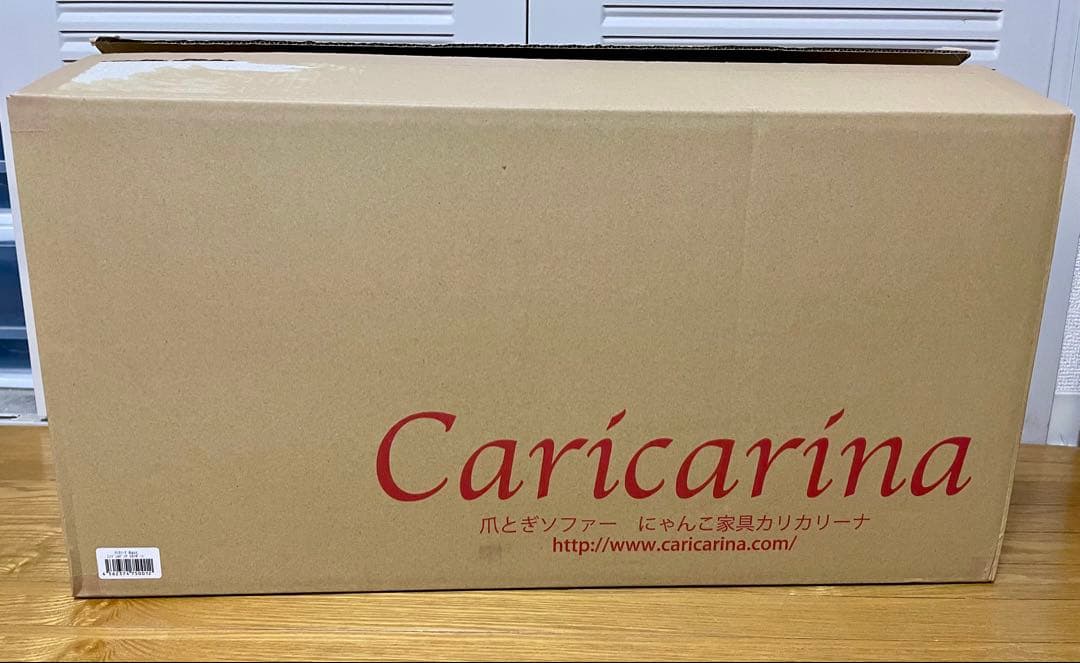 Caricarina
爪とぎソファー　にゃんこ家具カリカリーナ
http://www.caricarina.com/